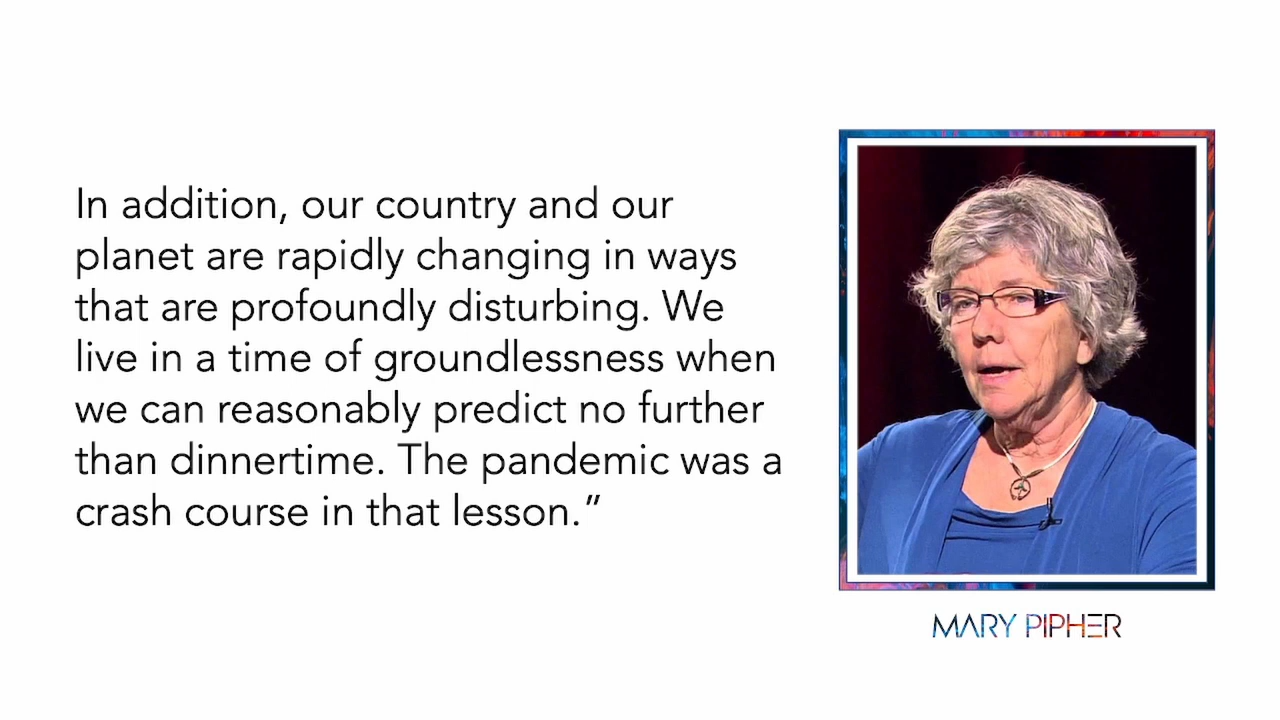 In addition, our country and our
planet are rapidly changing in ways
that are profoundly disturbing. We
live in a time of groundlessness when
we can reasonably predict no further
than dinnertime. The pandemic was a
crash course in that lesson.”
MARY PIPHER